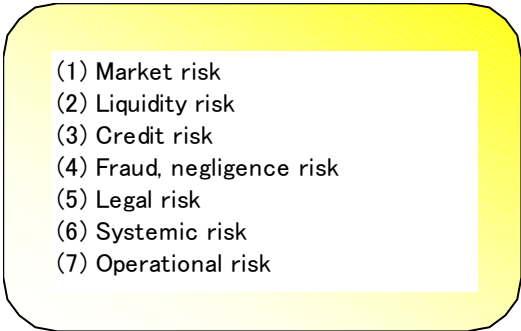 (1) Market risk
(2) Liquidity risk
(3) Credit risk
(4) Fraud, negligence risk
(5) Legal risk
(6) Systemic risk
(7) Operational risk